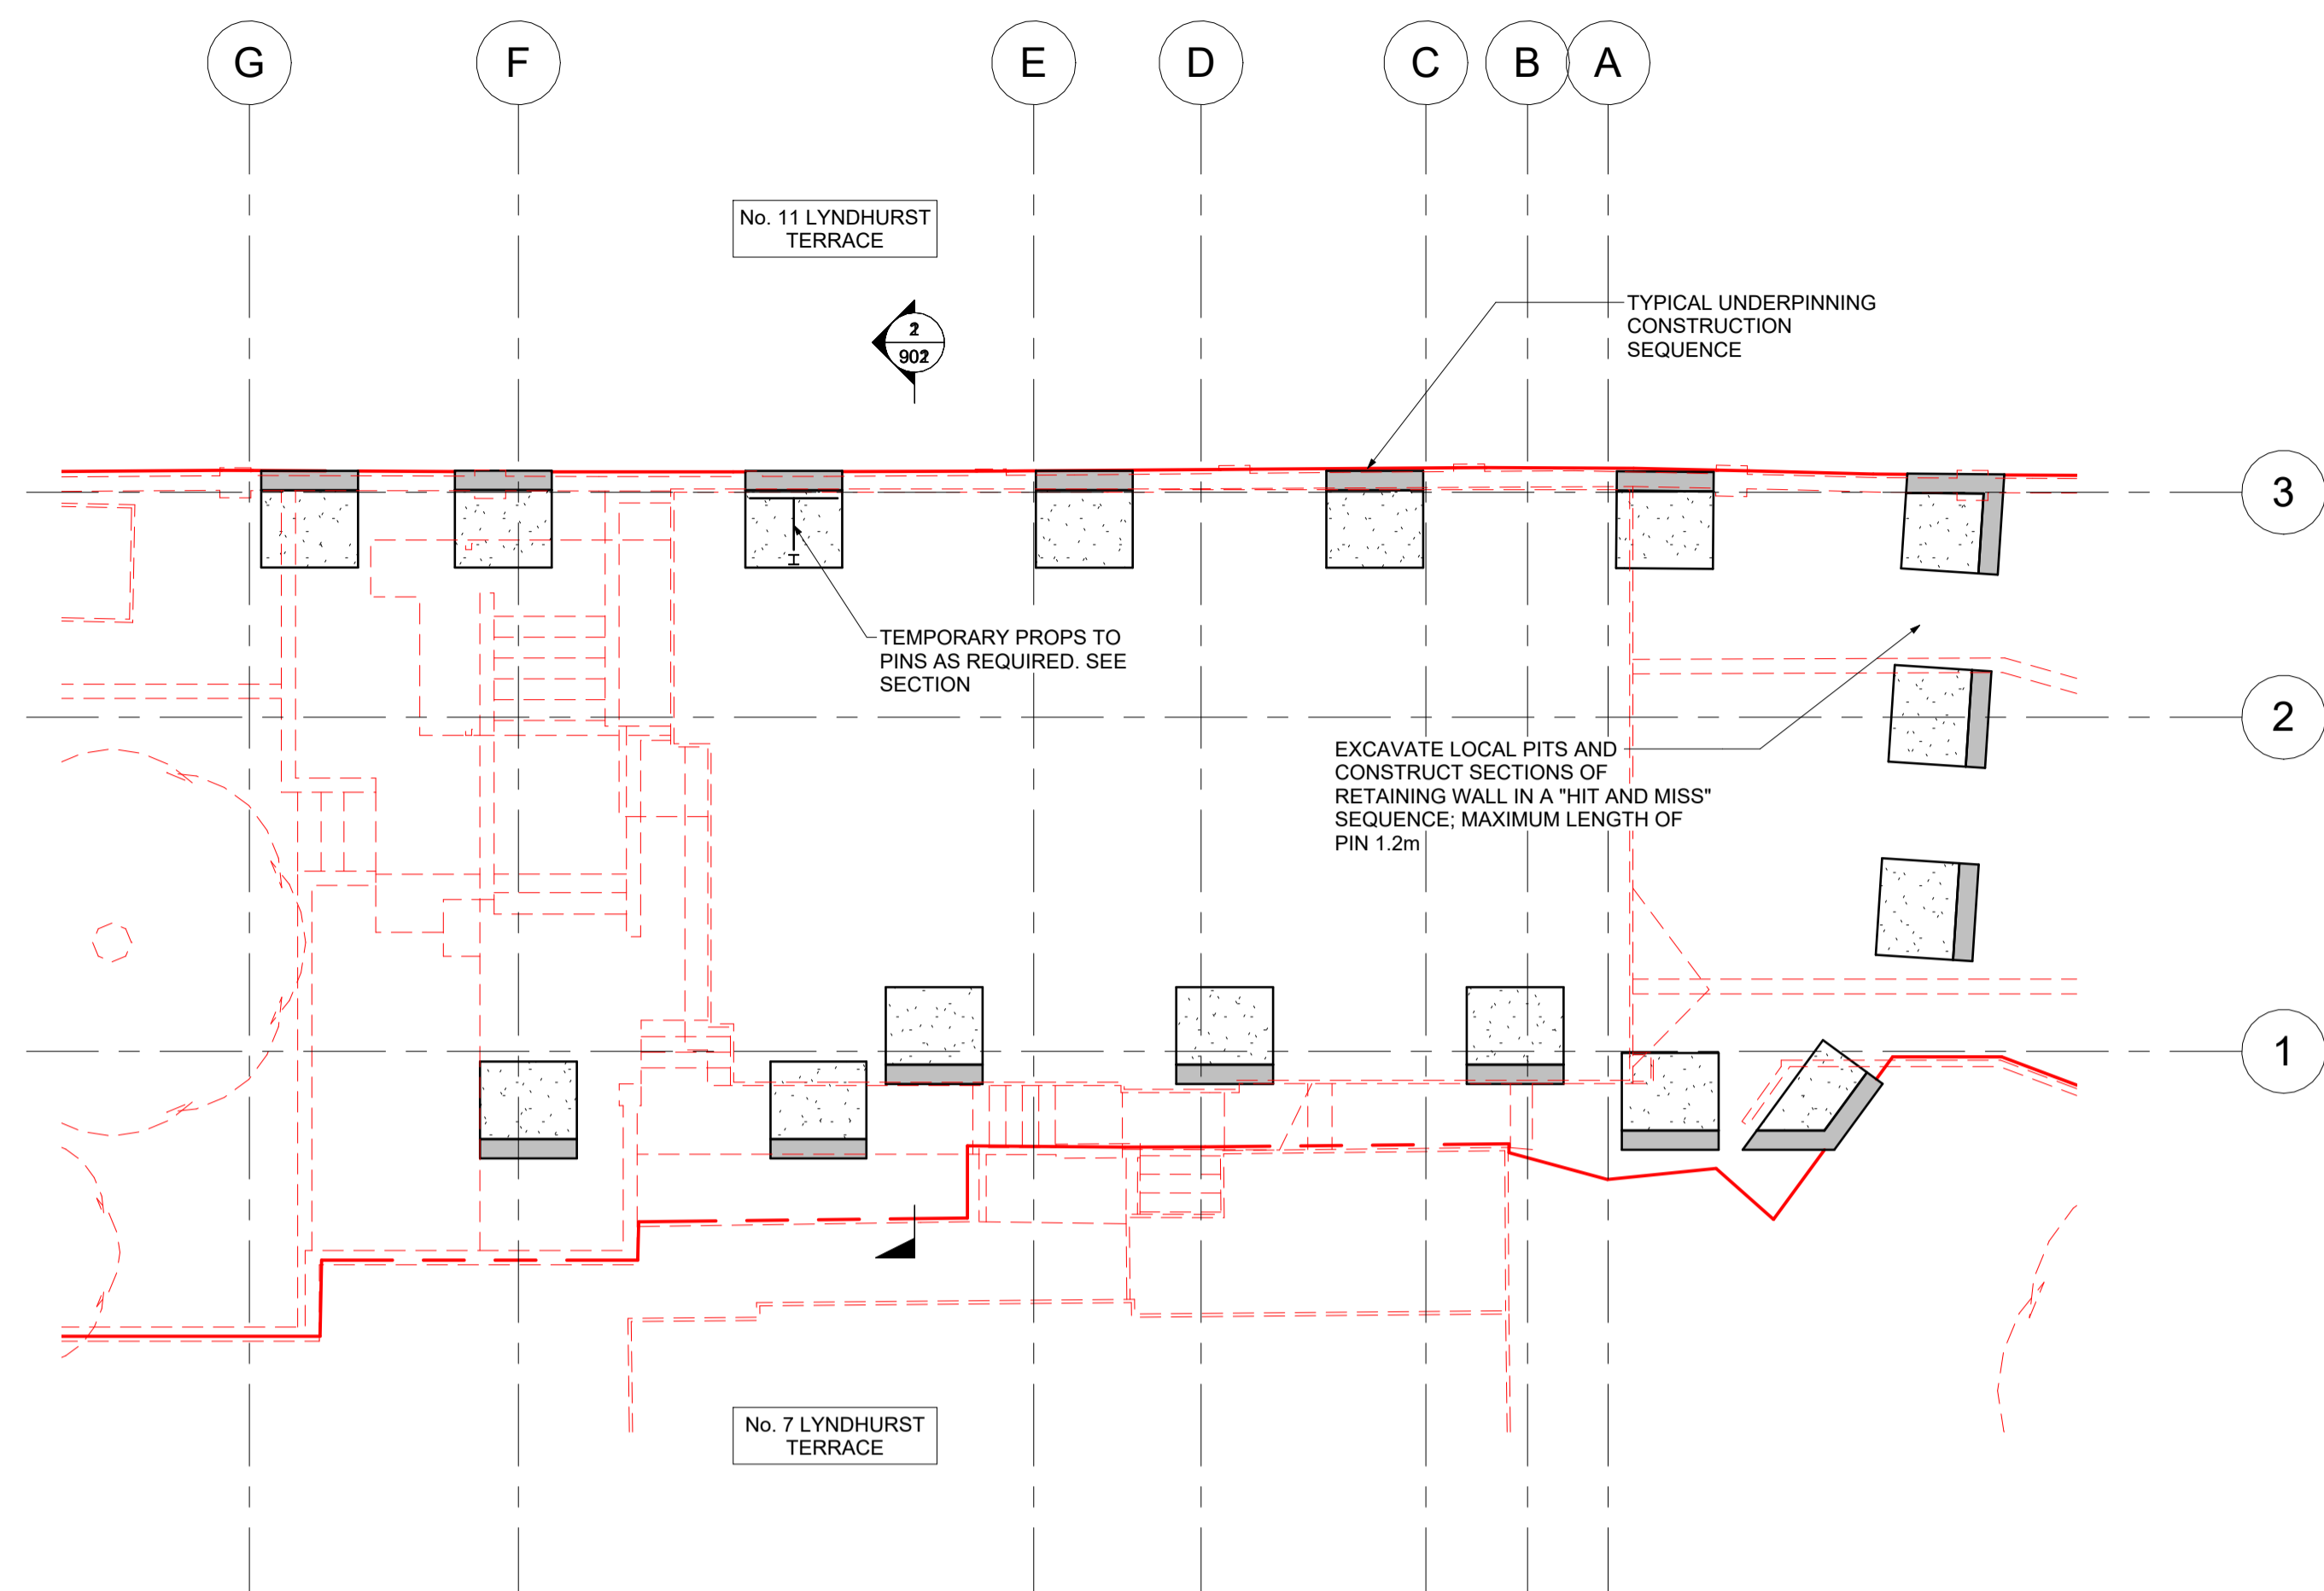 G
F
E
D
C
B
A
No. 11 LYNDHURST
TERRACE
TYPICAL UNDERPINNING
CONSTRUCTION
SEQUENCE
3
TEMPORARY PROPS TO
PINS AS REQUIRED. SEE
SECTION
2
EXCAVATE LOCAL PITS AND
CONSTRUCT SECTIONS OF
RETAINING WALL IN A "HIT AND MISS"
SEQUENCE; MAXIMUM LENGTH OF
PIN 1.2m
1
No. 7 LYNDHURST
TERRACE